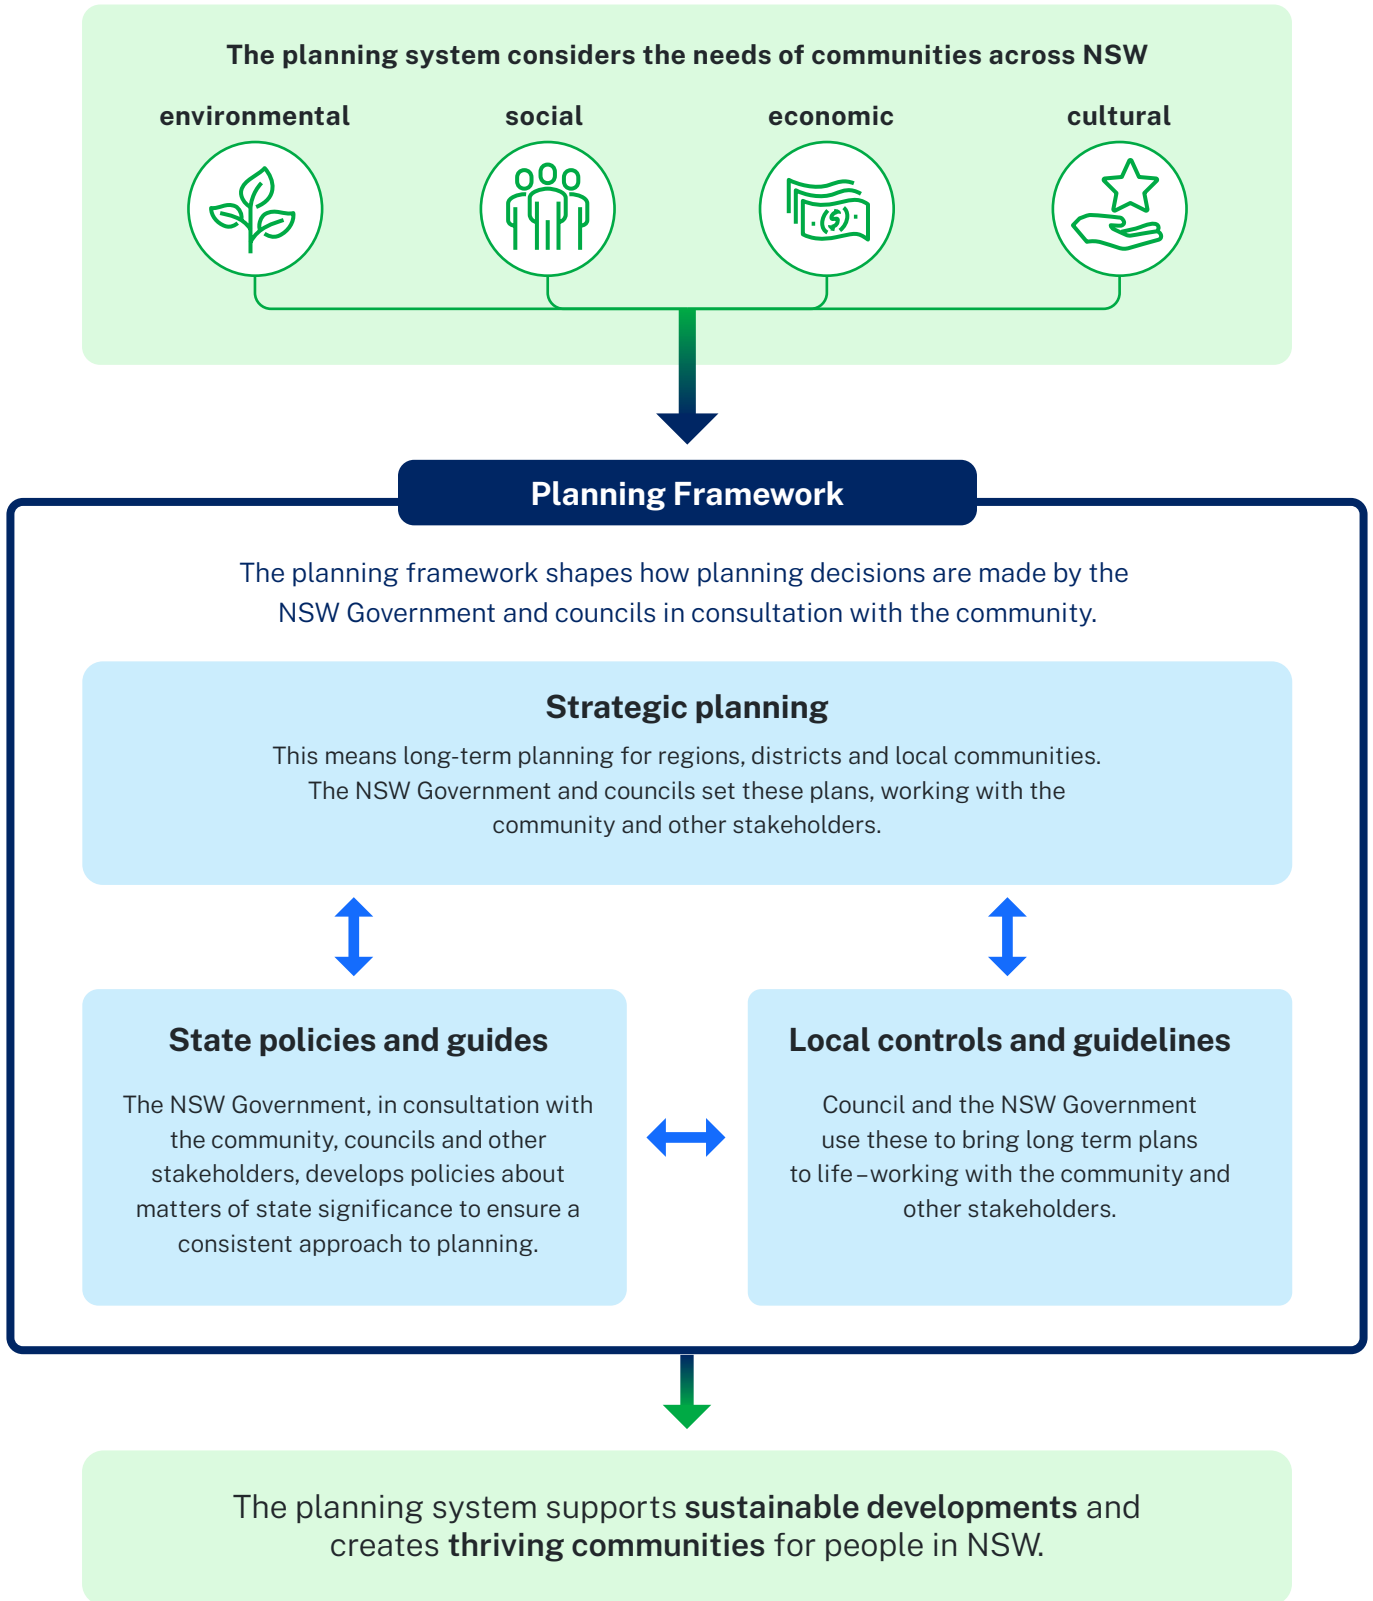 The planning system considers the needs of communities across NSW
environmental
social
economic
cultural
($)
Planning Framework
The planning framework shapes how planning decisions are made by the
NSW Government and councils in consultation with the community.
Strategic planning
This means long-term planning for regions, districts and local communities.
The NSW Government and councils set these plans, working with the
community and other stakeholders.
State policies and guides
The NSW Government, in consultation with
the community, councils and other
stakeholders, develops policies about
matters of state significance to ensure a
consistent approach to planning.
Local controls and guidelines
Council and the NSW Government
use these to bring long term plans
to life – working with the community and
other stakeholders.
The planning system supports sustainable developments and
creates thriving communities for people in NSW.